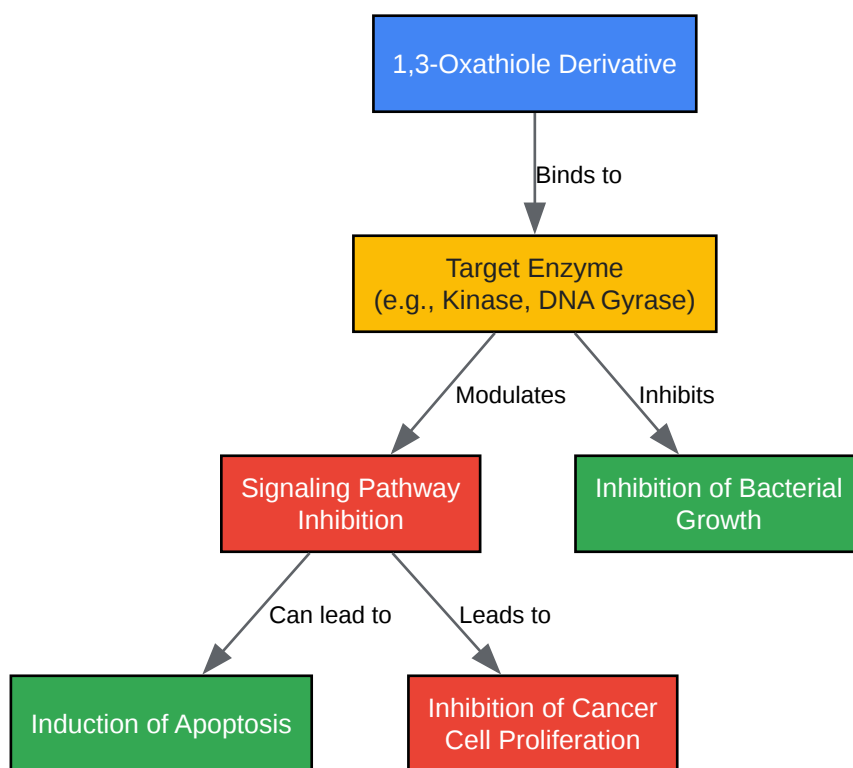 1,3-Oxathiole Derivative
Binds to
Target Enzyme
(e.g., Kinase, DNA Gyrase)
Modulates
Inhibits
Signaling Pathway
Inhibition
Inhibition of Bacterial
Growth
Can lead to
Leads to
Induction of Apoptosis
Inhibition of Cancer
Cell Proliferation